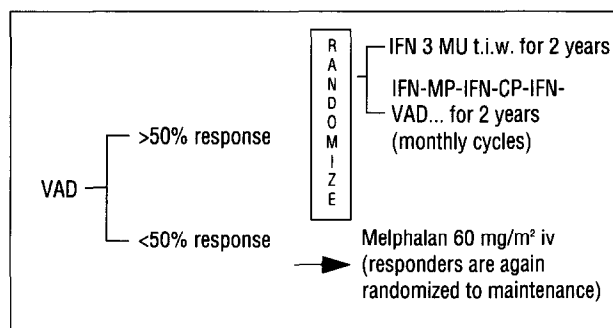 RANDOMIZE
IFN 3 MU t.i.w. for 2 years
IFN-MP-IFN-CP-IFN-
VAD... for 2 years
(monthly cycles)
>50% response
VAD
<50% response
Melphalan 60 mg/m² iv
(responders are again
randomized to maintenance)